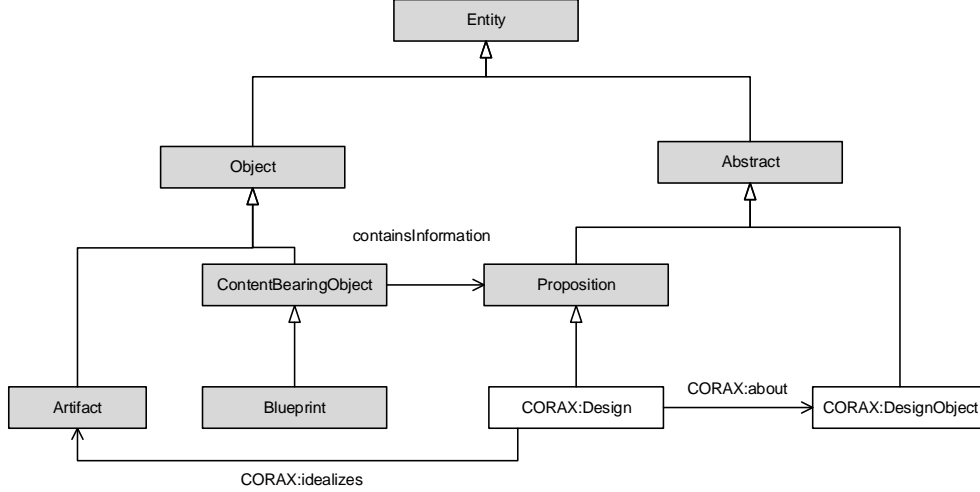 Entity
Object
Abstract
containsInformation
ContentBearingObject
Proposition
Artifact
Blueprint
CORAX:Design
CORAX:about
CORAX:DesignObject
CORAX:idealizes